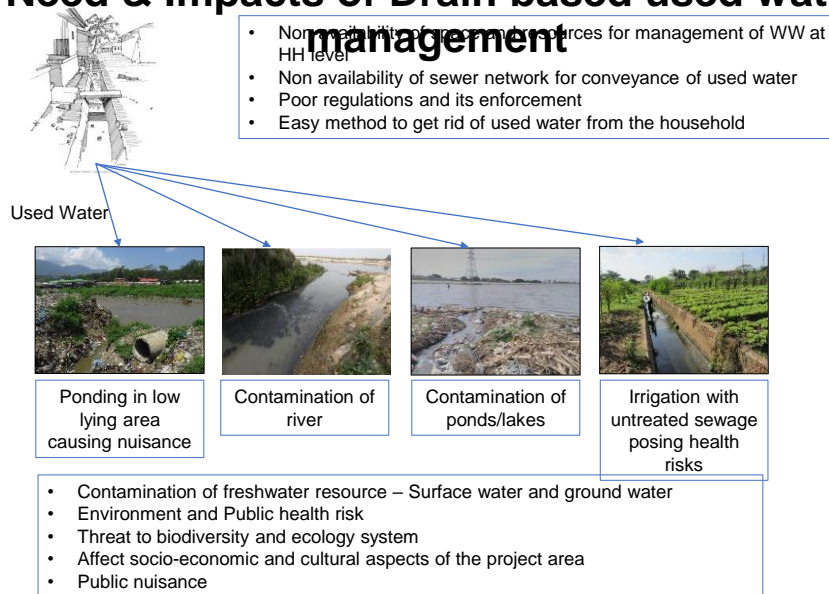 Need & Impacts of Drain based used wat
management
• Non availability of space and resources for management of WW at
HH level
• Non availability of sewer network for conveyance of used water
• Poor regulations and its enforcement
• Easy method to get rid of used water from the household
Used Water
Ponding in low
lying area
causing nuisance
Contamination of
river
Contamination of
ponds/lakes
Irrigation with
untreated sewage
posing health
risks
• Contamination of freshwater resource – Surface water and ground water
• Environment and Public health risk
• Threat to biodiversity and ecology system
• Affect socio-economic and cultural aspects of the project area
• Public nuisance